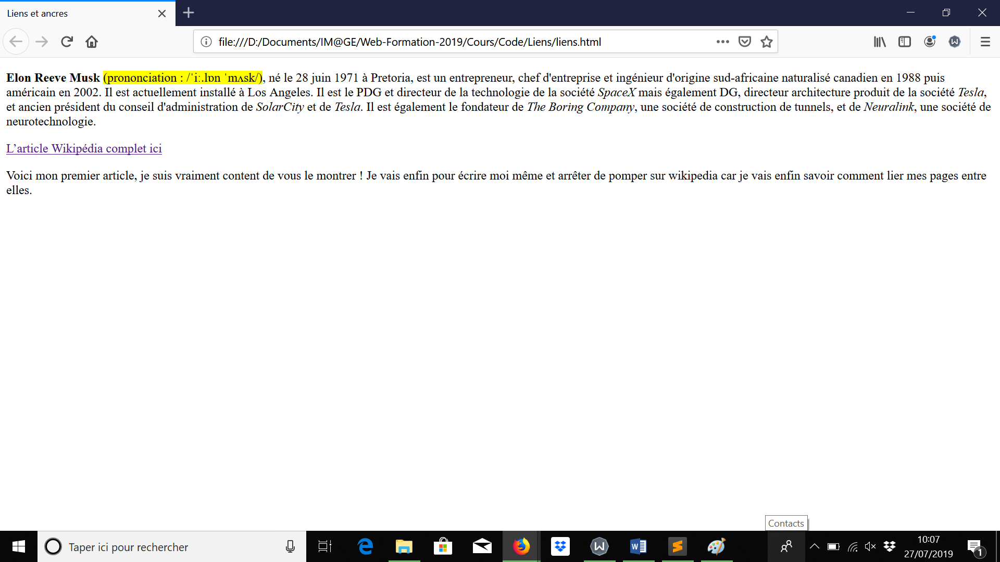 Liens et ancres
file:///D:/Documents/IM@GE/Web-Formation-2019/Cours/Code/Liens/liens.html
Elon Reeve Musk (prononciation : /ˈiː.lɒn ˈmʌsk/), né le 28 juin 1971 à Pretoria, est un entrepreneur, chef d'entreprise et ingénieur d'origine sud-africaine naturalisé canadien en 1988 puis
américain en 2002. Il est actuellement installé à Los Angeles. Il est le PDG et directeur de la technologie de la société SpaceX mais également DG, directeur architecture produit de la société Tesla,
et ancien président du conseil d'administration de SolarCity et de Tesla. Il est également le fondateur de The Boring Company, une société de construction de tunnels, et de Neuralink, une société de
neurotechnologie.
L’article Wikipédia complet ici
Voici mon premier article, je suis vraiment content de vous le montrer ! Je vais enfin pour écrire moi même et arrêter de pomper sur wikipedia car je vais enfin savoir comment lier mes pages entre
elles.
Contacts
Taper ici pour rechercher
10:07
27/07/2019
1